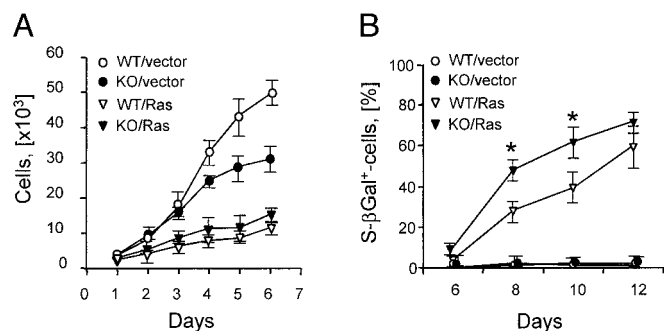 A
Cells, [x10³]
60
50
40
30
20
10
0
WT/vector
KO/vector
WT/Ras
KO/Ras
0 1 2 3 4 5 6 7
Days
B
S-βGal⁺-cells, [%]
100
80
60
40
20
0
WT/vector
KO/vector
WT/Ras
KO/Ras
*
*
6 8 10 12
Days